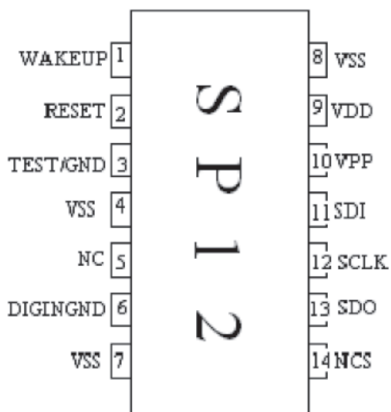 WAKEUP 1
RESET 2
TEST/GND 3
VSS 4
NC 5
DIGINGND 6
VSS 7
SP12
8 VSS
9 VDD
10 VPP
11 SDI
12 SCLK
13 SDO
14 NCS